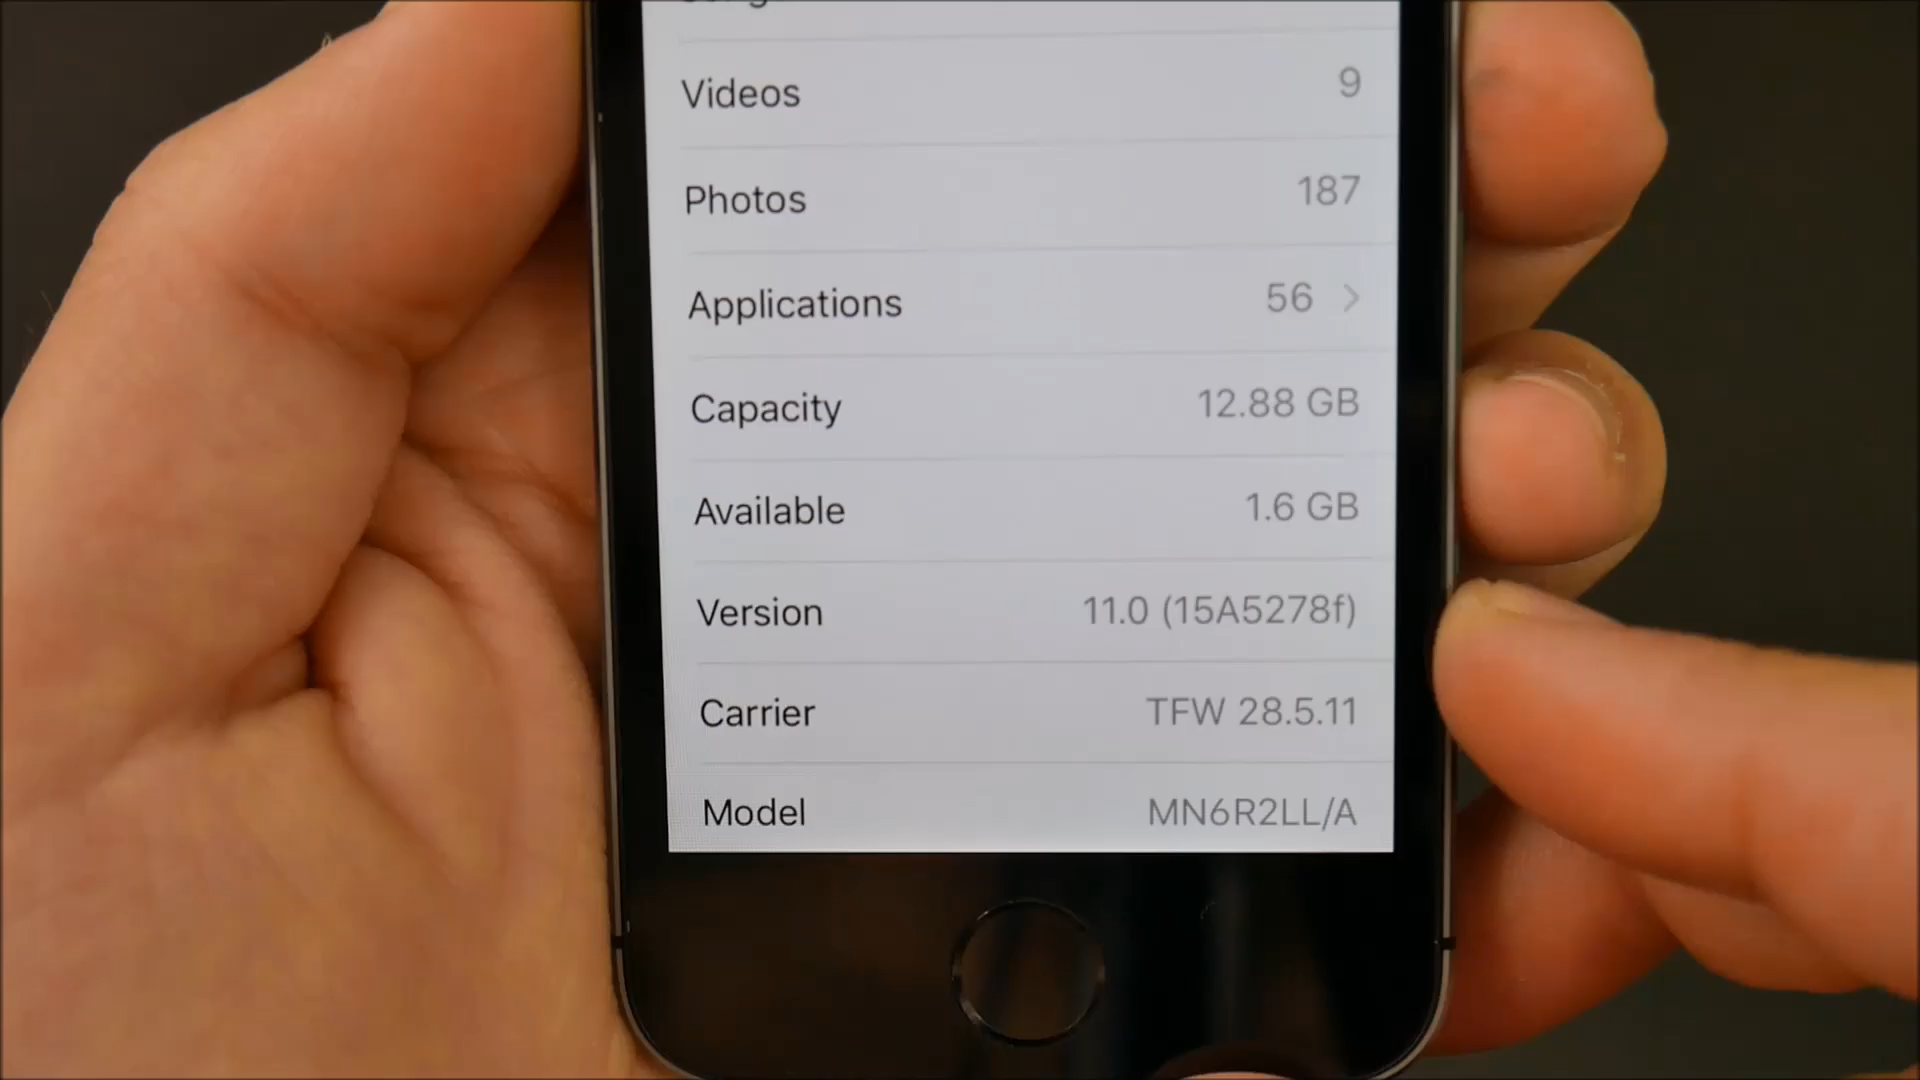 Videos 9
Photos 187
Applications 56
Capacity 12.88 GB
Available 1.6 GB
Version 11.0 (15A5278f)
Carrier TFW 28.5.11
Model MN6R2LL/A